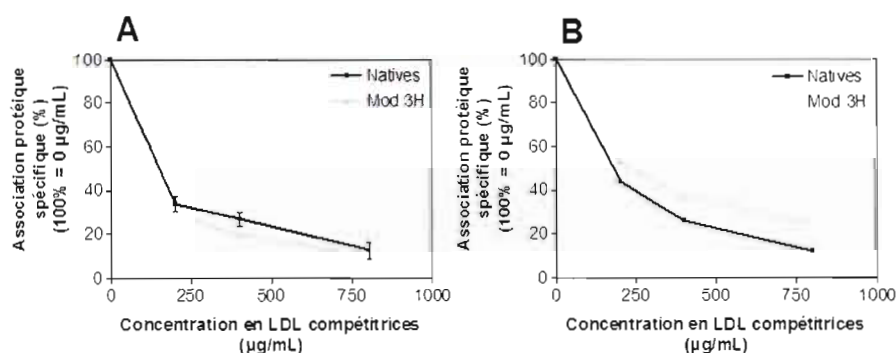 A
Association protéique
spécifique (%)
(100% = 0 µg/mL)
100
80
60
40
20
0
0 250 500 750 1000
Natives
Mod 3H
Concentration en LDL compétitrices
(µg/mL)
B
Association protéique
spécifique (%)
(100% = 0 µg/mL)
100
80
60
40
20
0
0 250 500 750 1000
Natives
Mod 3H
Concentration en LDL compétitrices
(µg/mL)